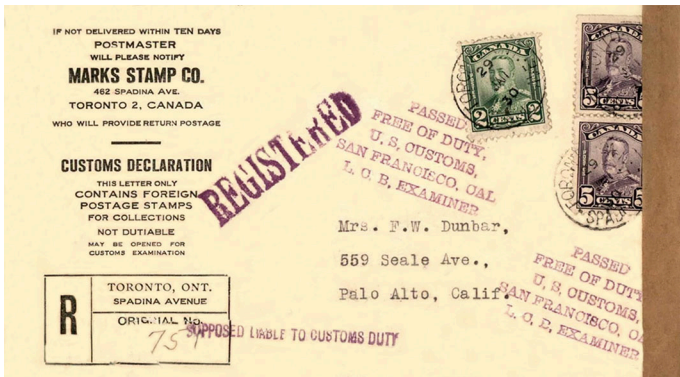 IF NOT DELIVERED WITHIN TEN DAYS
POSTMASTER
WILL PLEASE NOTIFY
MARKS STAMP CO.
462 SPADINA AVE.
TORONTO 2, CANADA
WHO WILL PROVIDE RETURN POSTAGE
CUSTOMS DECLARATION
THIS LETTER ONLY
CONTAINS FOREIGN
POSTAGE STAMPS
FOR COLLECTIONS
NOT DUTIABLE
MAY BE OPENED FOR
CUSTOMS EXAMINATION
R
TORONTO, ONT.
SPADINA AVENUE
ORIGINAL No.
751
SUPPOSED LIABLE TO CUSTOMS DUTY
REGISTERED
PASSED
FREE OF DUTY,
U, S, CUSTOMS,
SAN FRANCISCO, CAL
L. C. B, EXAMINER
CANADA
2 CENTS 2
29
30
CANADA
5 CENTS
CANADA
5 CENTS 5
Mrs. F.W. Dunbar,
559 Seale Ave.,
Palo Alto, Calif.
PASSED
FREE OF DUTY
U, S, CUSTOMS,
SAN FRANCISCO,
EXAMINER